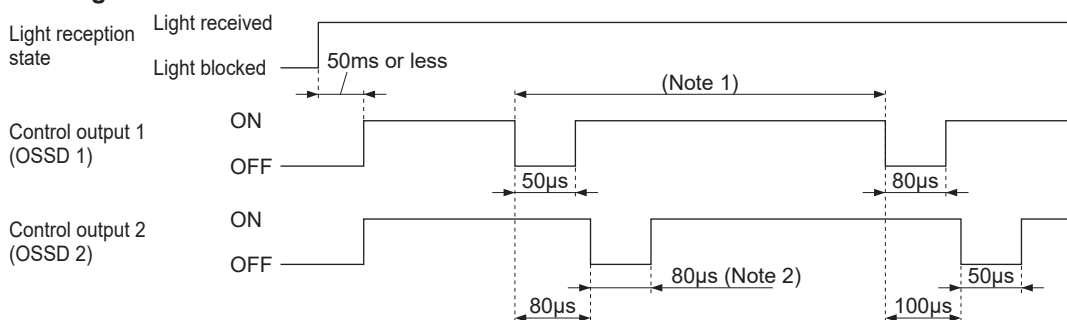 Light reception
state
Light received
Light blocked
50ms or less
(Note 1)
Control output 1
(OSSD 1)
ON
OFF
50µs
80µs
Control output 2
(OSSD 2)
ON
OFF
80µs (Note 2)
50µs
80µs
100µs